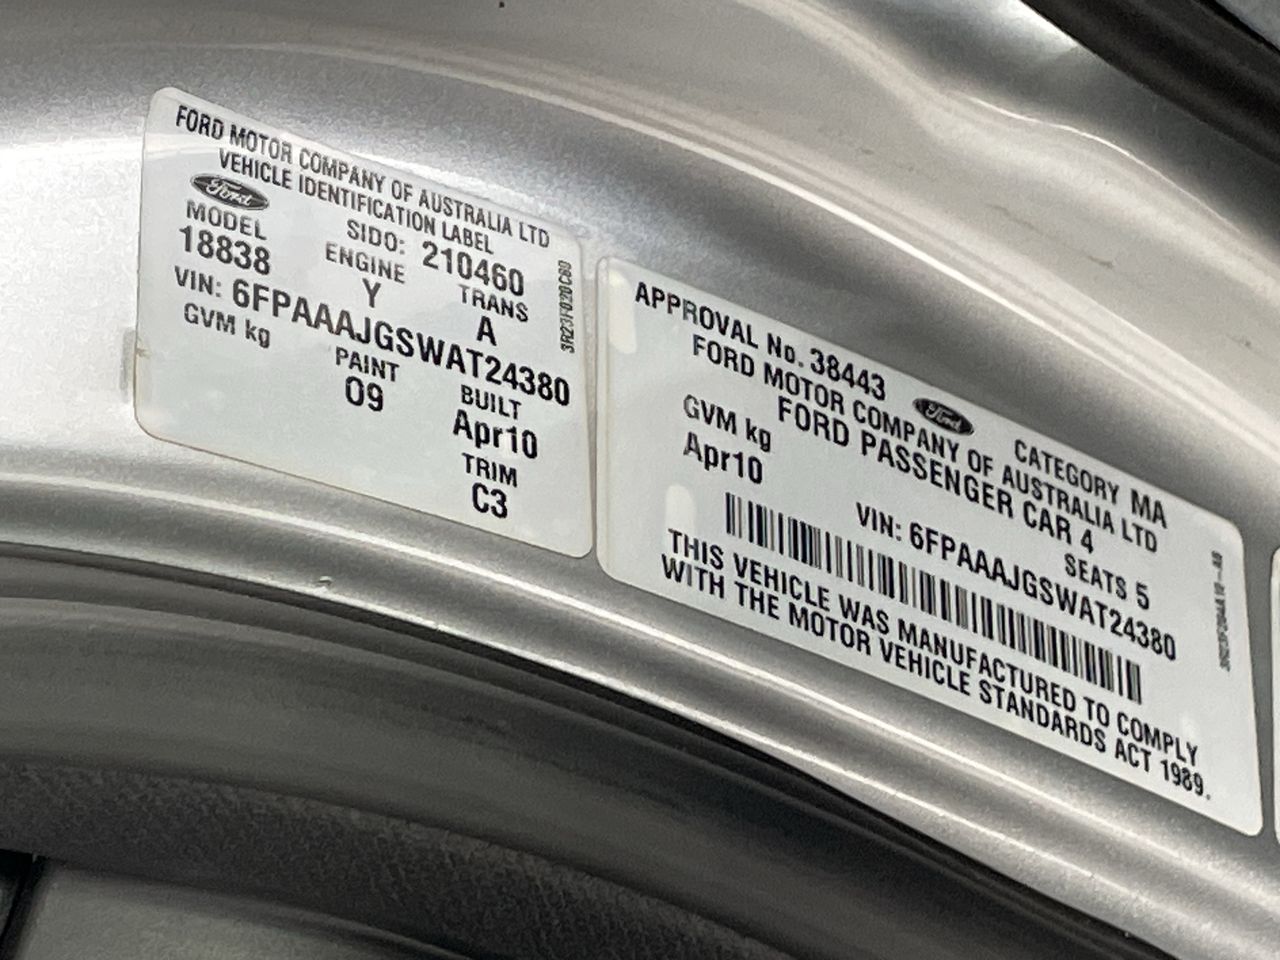 FORD MOTOR COMPANY OF AUSTRALIA LTD
VEHICLE IDENTIFICATION LABEL
Ford
MODEL SIDO: 210460
18838 ENGINE TRANS
Y A
VIN: 6FPAAAJGSWAT24380
GVM kg PAINT BUILT
09 Apr10
TRIM
C3
3R23F020C80
APPROVAL No. 38443 Ford CATEGORY MA
FORD MOTOR COMPANY OF AUSTRALIA LTD
FORD PASSENGER CAR 4
GVM kg SEATS 5
Apr10 VIN: 6FPAAAJGSWAT24380
THIS VEHICLE WAS MANUFACTURED TO COMPLY
WITH THE MOTOR VEHICLE STANDARDS ACT 1989.